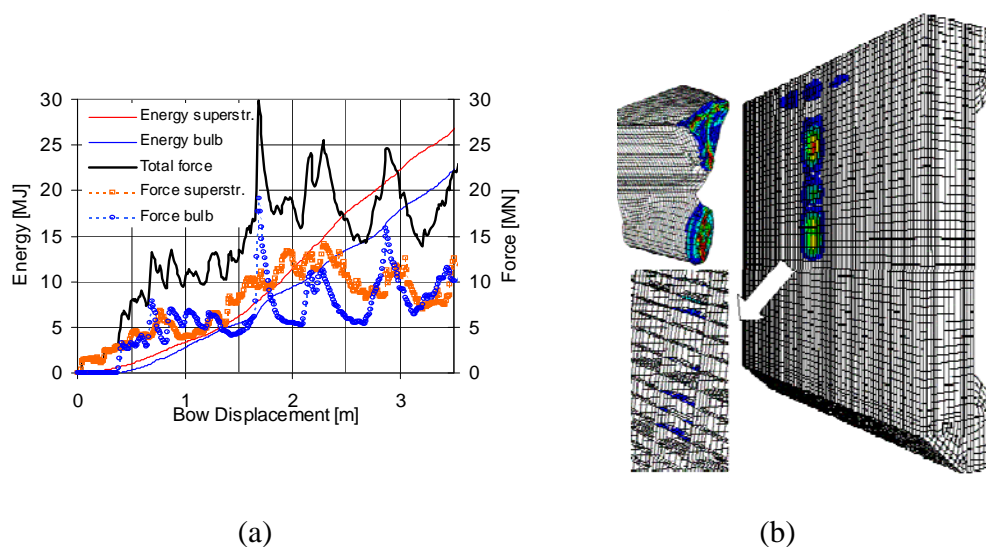 30
25
20
15
10
5
0
Energy [MJ]
Energy superstr.
Energy bulb
Total force
Force superstr.
Force bulb
30
25
20
15
10
5
0
Force [MN]
0 1 2 3
Bow Displacement [m]
(a) (b)